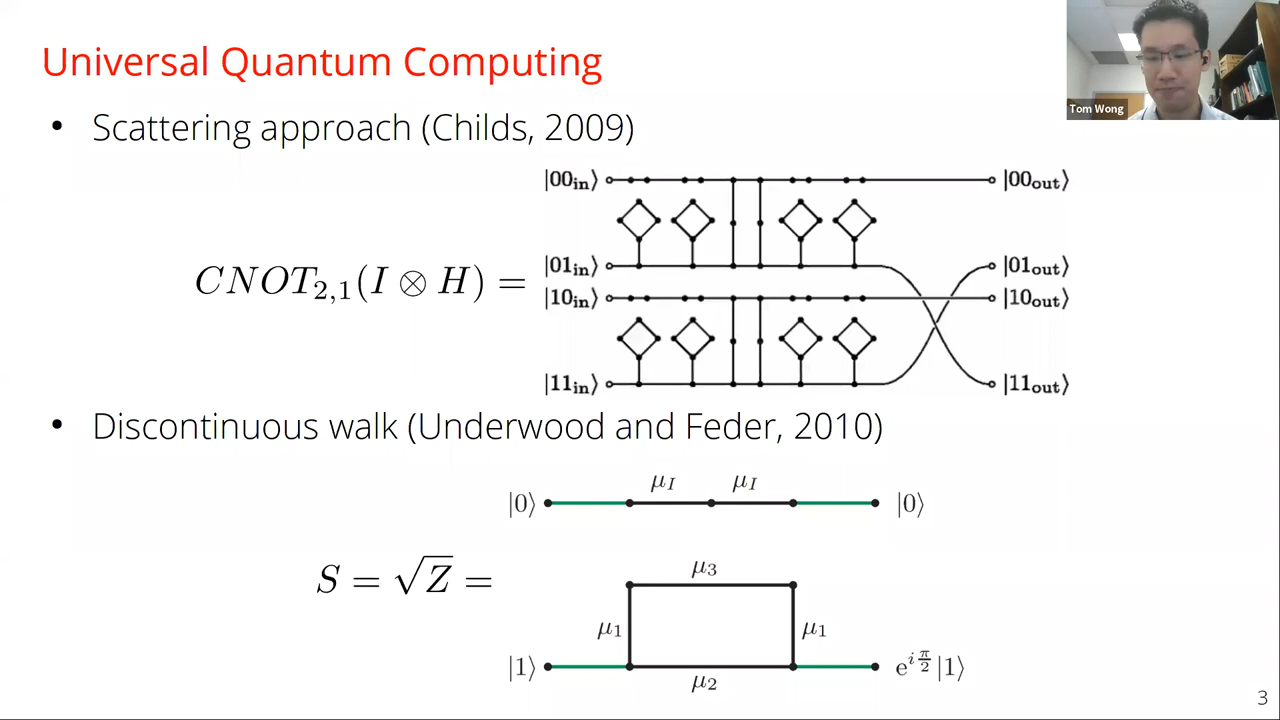 Universal Quantum Computing
Tom Wong
• Scattering approach (Childs, 2009)
|00in⟩ |00out⟩
CNOT2,1(I ⊗ H) =
|01in⟩ |01out⟩
|10in⟩ |10out⟩
|11in⟩ |11out⟩
• Discontinuous walk (Underwood and Feder, 2010)
μI μI
|0⟩ |0⟩
S = √Z =
μ3
μ1 μ1
|1⟩ e^{iπ/2}|1⟩
μ2
3